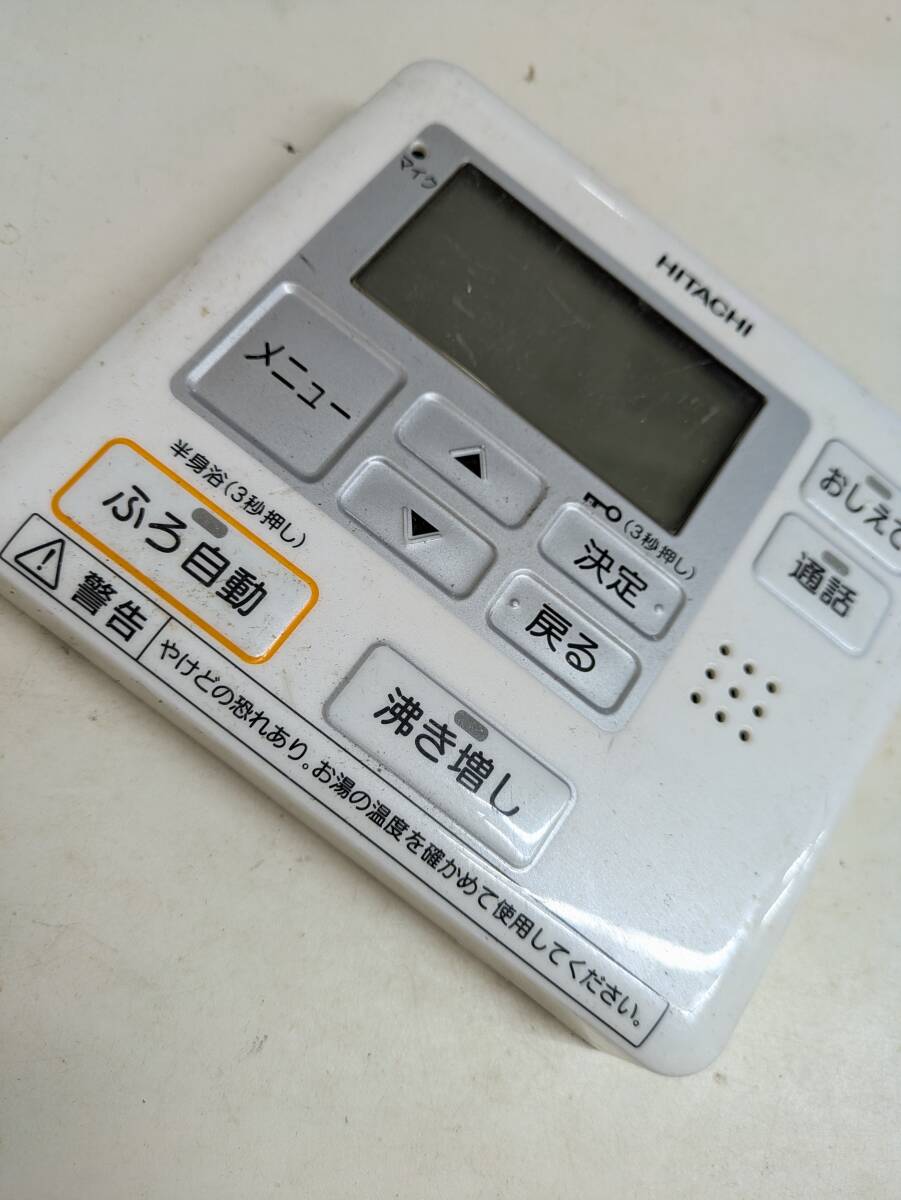 マイク
HITACHI
メニュー
▲
▼
(3秒押し)
決定
戻る
おしえて
通話
半身浴(3秒押し)
ふろ自動
沸き増し
警告
やけどの恐れあり。お湯の温度を確かめて使用してください。